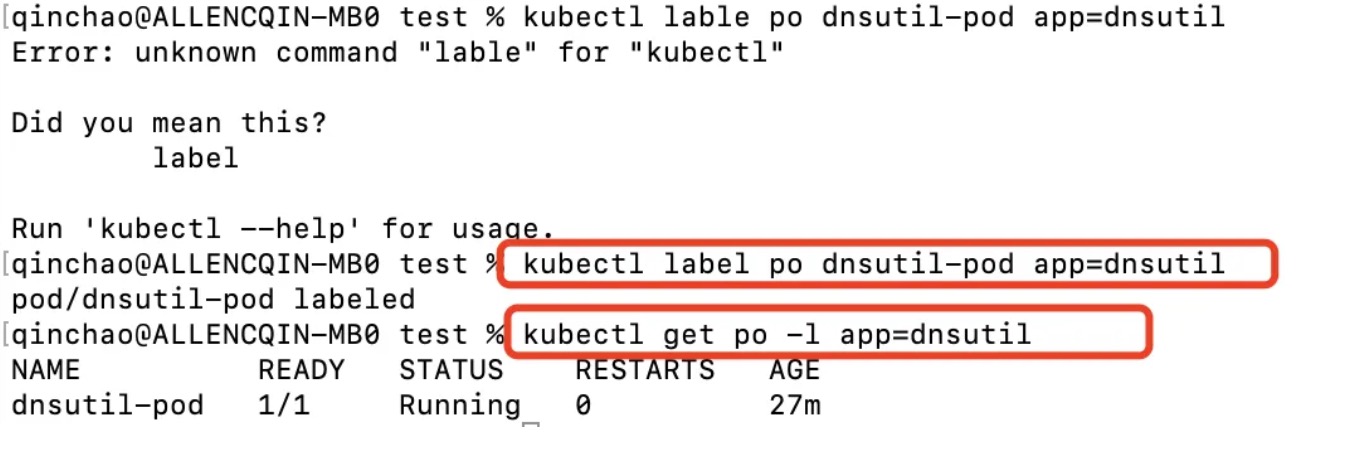 [qinchao@ALLENCQIN-MB0 test % kubectl lable po dnsutil-pod app=dnsutil
Error: unknown command "lable" for "kubectl"
Did you mean this?
label
Run 'kubectl --help' for usage.
[qinchao@ALLENCQIN-MB0 test % kubectl label po dnsutil-pod app=dnsutil
pod/dnsutil-pod labeled
[qinchao@ALLENCQIN-MB0 test % kubectl get po -l app=dnsutil
NAME READY STATUS RESTARTS AGE
dnsutil-pod 1/1 Running 0 27m